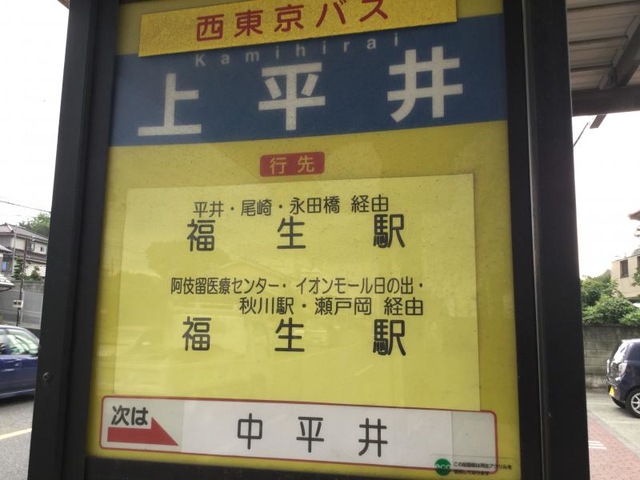 西東京バス
Kamihirai
上平井
行先
平井・尾崎・永田橋 経由
福生駅
阿伎留医療センター・イオンモール日の出・
秋川駅・瀬戸岡 経由
福生駅
次は
中平井
eco